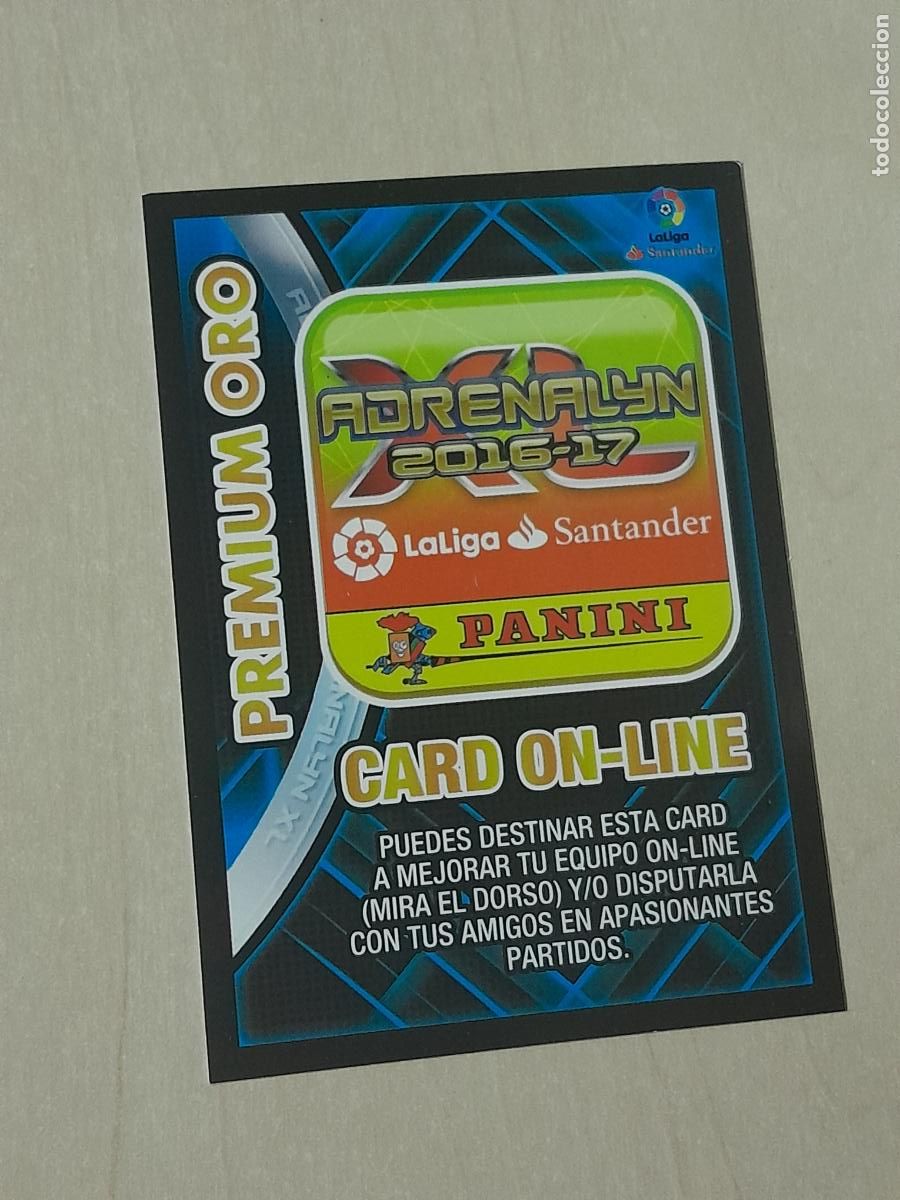 todocoleccion
LaLiga
Santander
PREMIUM ORO
XL
ADRENALYN
2016-17
LaLiga Santander
PANINI
CARD ON-LINE
PUEDES DESTINAR ESTA CARD
A MEJORAR TU EQUIPO ON-LINE
(MIRA EL DORSO) Y/O DISPUTARLA
CON TUS AMIGOS EN APASIONANTES
PARTIDOS.